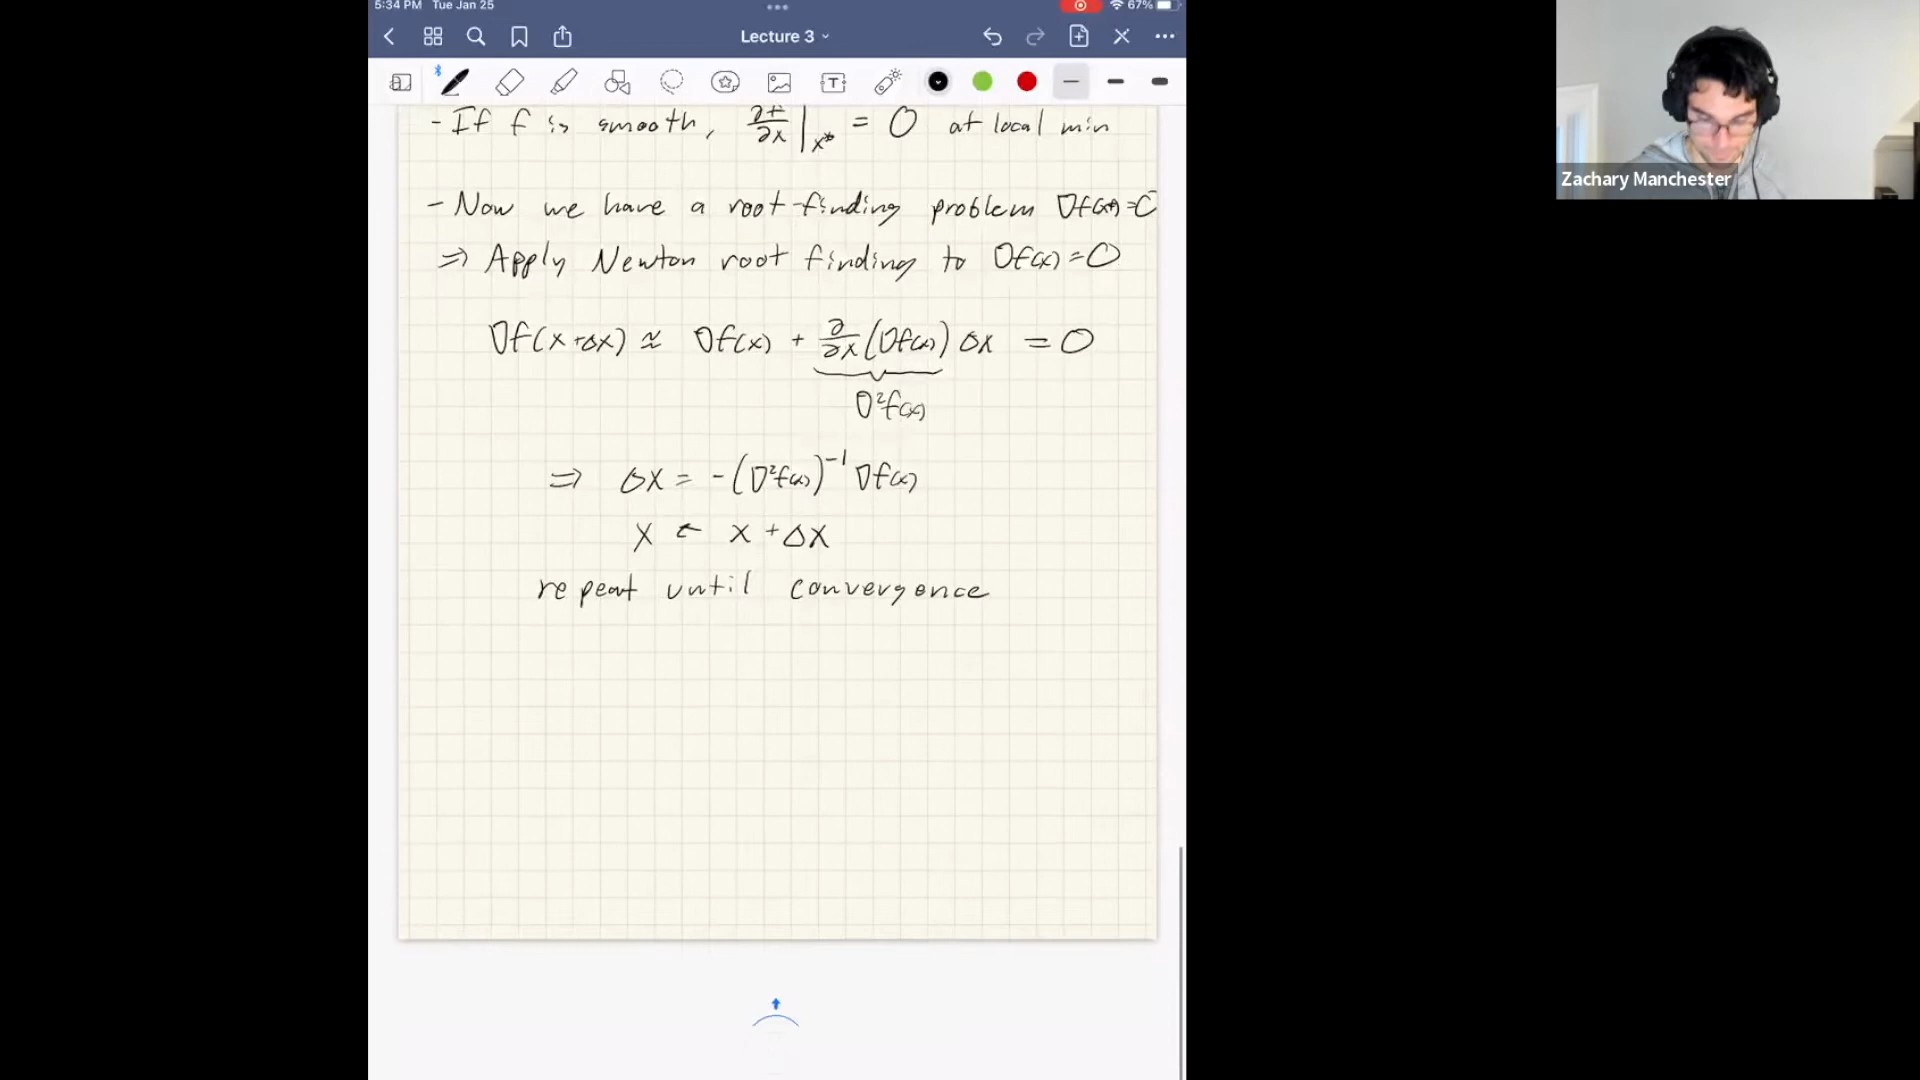 5:34 PM Tue Jan 25
67%
Lecture 3
Zachary Manchester
- If f is smooth, ∂f/∂x |x* = 0 at local min
- Now we have a root-finding problem ∇f(x)=0
⇒ Apply Newton root finding to ∇f(x)=0
∇f(x+Δx) ≈ ∇f(x) + ∂/∂x (∇f(x)) Δx = 0
∇²f(x)
⇒ Δx = -(∇²f(x))⁻¹ ∇f(x)
x ← x + Δx
repeat until convergence